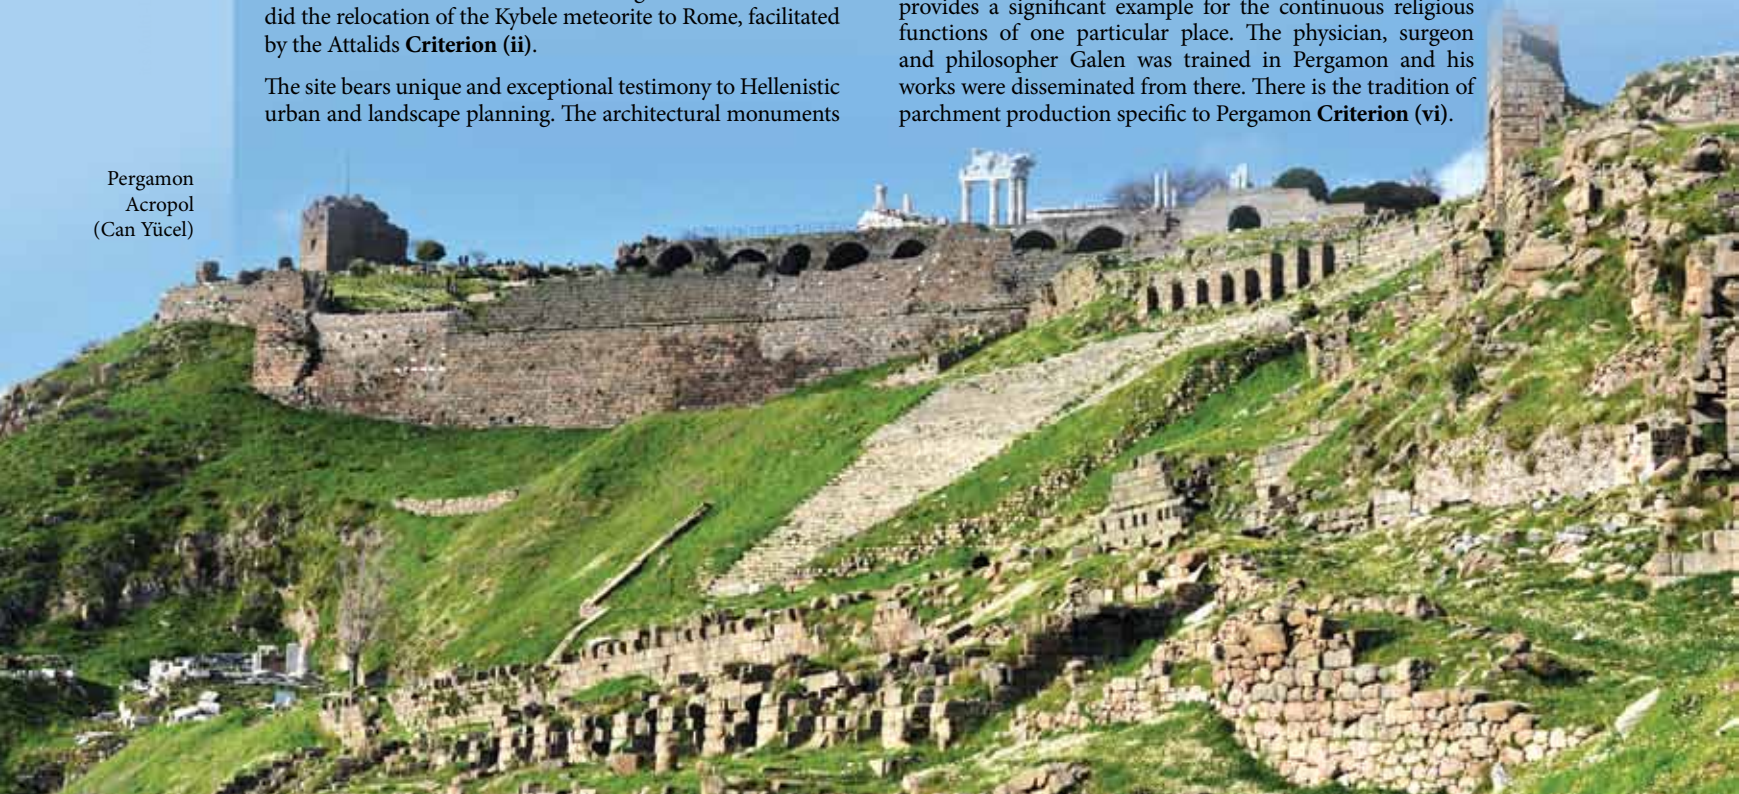 did the relocation of the Kybele meteorite to Rome, facilitated
by the Attalids Criterion (ii).
The site bears unique and exceptional testimony to Hellenistic
urban and landscape planning. The architectural monuments
provides a significant example for the continuous religious
functions of one particular place. The physician, surgeon
and philosopher Galen was trained in Pergamon and his
works were disseminated from there. There is the tradition of
parchment production specific to Pergamon Criterion (vi).
Pergamon
Acropol
(Can Yücel)